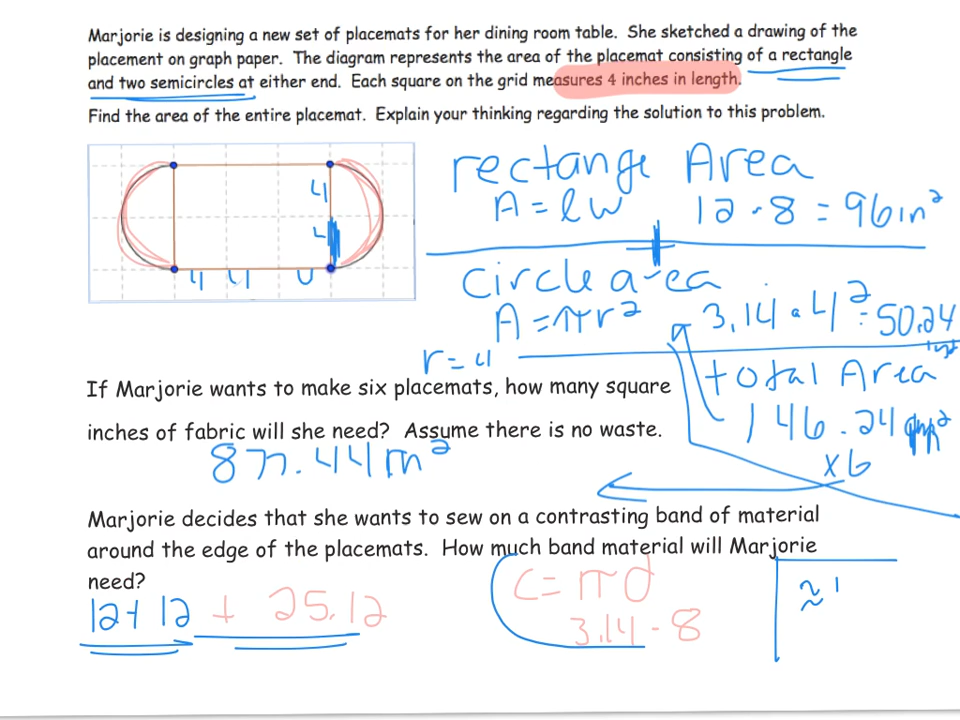 Marjorie is designing a new set of placemats for her dining room table. She sketched a drawing of the
placement on graph paper. The diagram represents the area of the placemat consisting of a rectangle
and two semicircles at either end. Each square on the grid measures 4 inches in length.
Find the area of the entire placemat. Explain your thinking regarding the solution to this problem.
rectange Area
A = lw 12 · 8 = 96in²
4
4
4 4
circle area
A = πr² 3.14 · 4² = 50.24
r = 4
total Area
146.24
x6
If Marjorie wants to make six placemats, how many square
inches of fabric will she need? Assume there is no waste.
877.44 in²
Marjorie decides that she wants to sew on a contrasting band of material
around the edge of the placemats. How much band material will Marjorie
need?
12+12 + 25.12
C = πd
3.14 - 8
≈